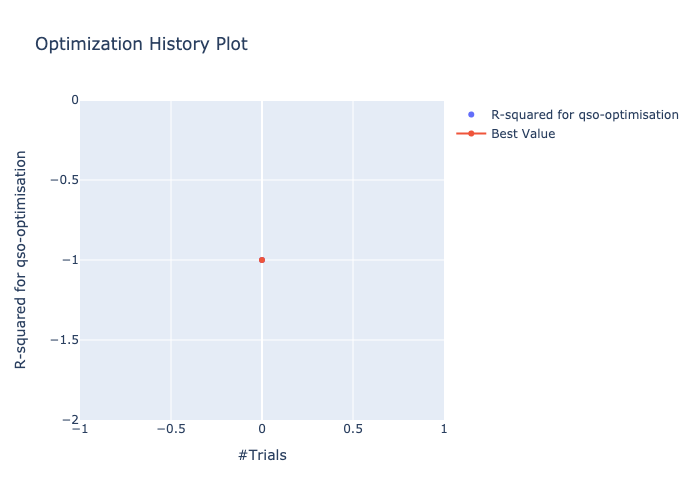 Optimization History Plot
R-squared for qso-optimisation
Best Value
R-squared for qso-optimisation
0
−0.5
−1
−1.5
−2
−1
−0.5
0
0.5
1
#Trials